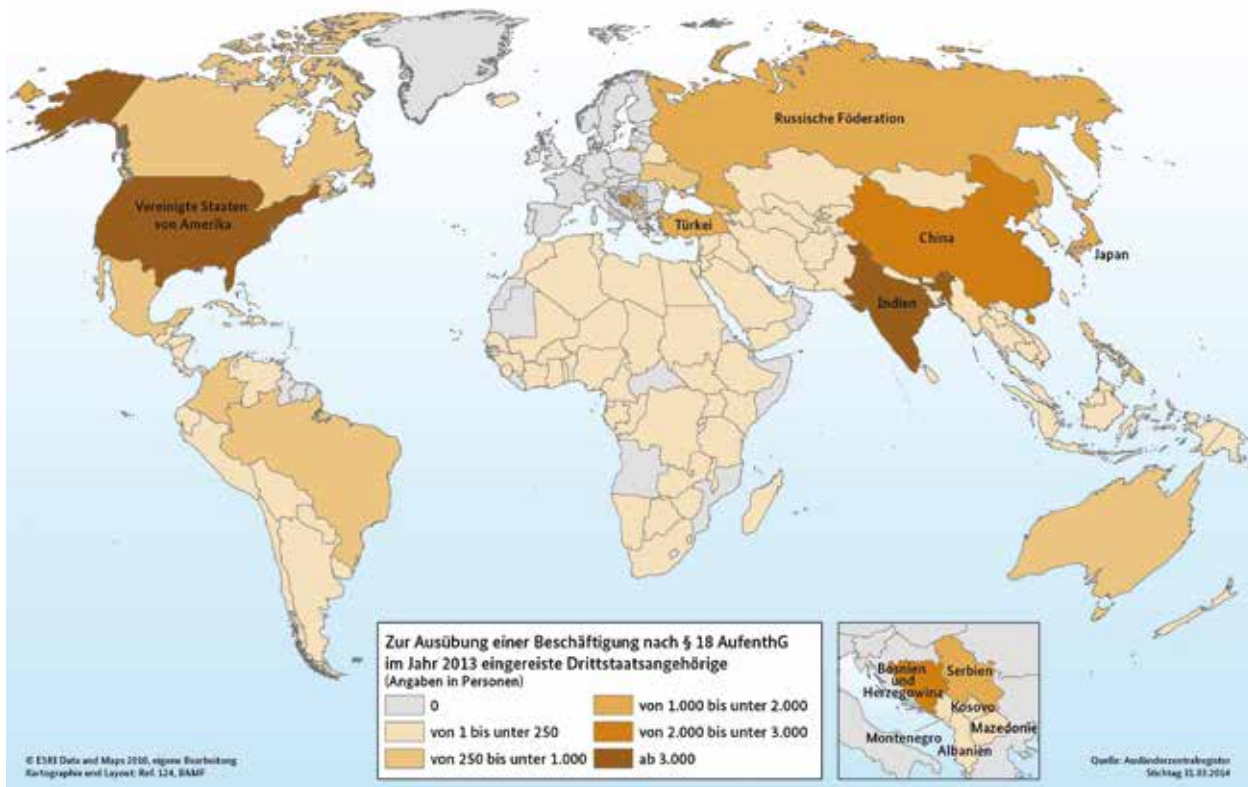 Russische Föderation
Vereinigte Staaten
von Amerika
Türkei
China
Japan
Indien
Zur Ausübung einer Beschäftigung nach § 18 AufenthG
im Jahr 2013 eingereiste Drittstaatsangehörige
(Angaben in Personen)
0
von 1 bis unter 250
von 250 bis unter 1.000
von 1.000 bis unter 2.000
von 2.000 bis unter 3.000
ab 3.000
Bosnien
und
Herzegowina
Serbien
Kosovo
Mazedonie
Montenegro
Albanien
© ESRI Data and Maps 2010, eigene Bearbeitung
Kartographie und Layout: Ref. 124, BAMF
Quelle: Ausländerzentralregister
Stichtag 31.03.2014